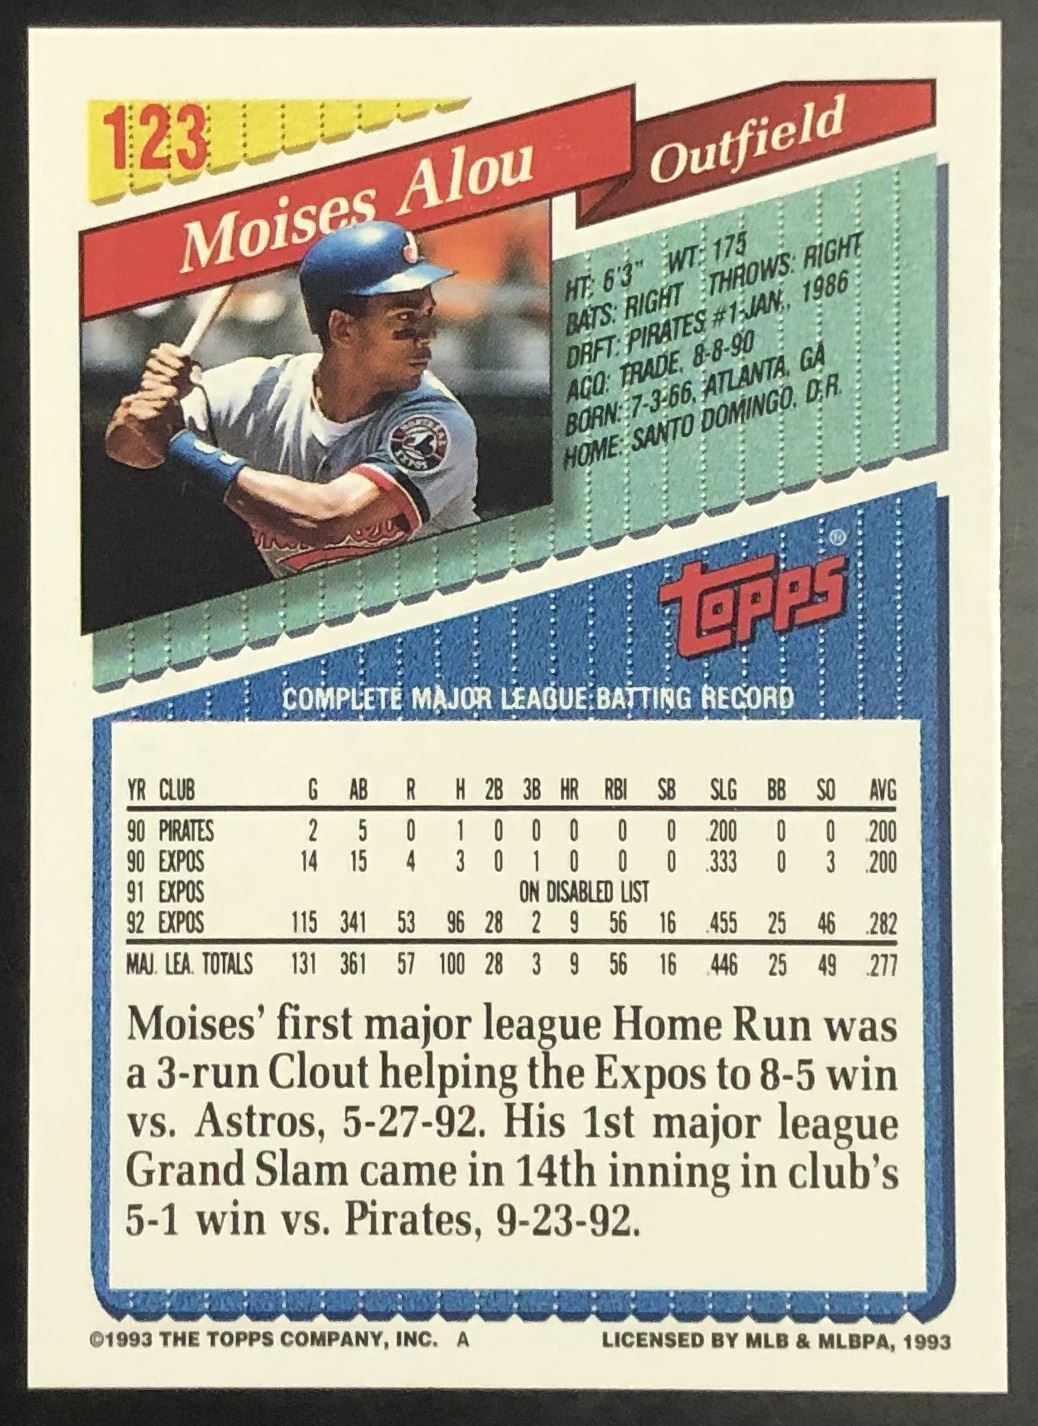 123
Moises Alou
Outfield
HT: 6'3" WT: 175
BATS: RIGHT THROWS: RIGHT
DRFT: PIRATES #1-JAN., 1986
ACQ: TRADE, 8-8-90
BORN: 7-3-66, ATLANTA, GA
HOME: SANTO DOMINGO, D.R.
MONTREAL
EXPOS
Topps®
COMPLETE MAJOR LEAGUE BATTING RECORD
YR CLUB G AB R H 2B 3B HR RBI SB SLG BB SO AVG
90 PIRATES 2 5 0 1 0 0 0 0 0 .200 0 0 .200
90 EXPOS 14 15 4 3 0 1 0 0 0 .333 0 3 .200
91 EXPOS ON DISABLED LIST
92 EXPOS 115 341 53 96 28 2 9 56 16 .455 25 46 .282
MAJ. LEA. TOTALS 131 361 57 100 28 3 9 56 16 .446 25 49 .277
Moises' first major league Home Run was
a 3-run Clout helping the Expos to 8-5 win
vs. Astros, 5-27-92. His 1st major league
Grand Slam came in 14th inning in club's
5-1 win vs. Pirates, 9-23-92.
©1993 THE TOPPS COMPANY, INC. A
LICENSED BY MLB & MLBPA, 1993